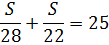 S/28 + S/22 = 25